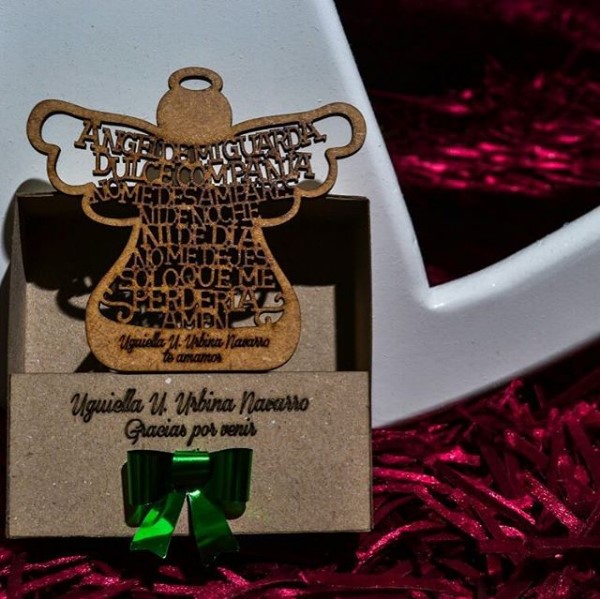 ANGEL DE MI GUARDA,
DULCE COMPAÑIA
NO ME DESAMPARES
NI DE NOCHE
NI DE DIA
NO ME DEJES
SOLO QUE ME
PERDERIA
AMEN
Uguiella U. Urbina Navarro
te amamos
Uguiella U. Urbina Navarro
Gracias por venir